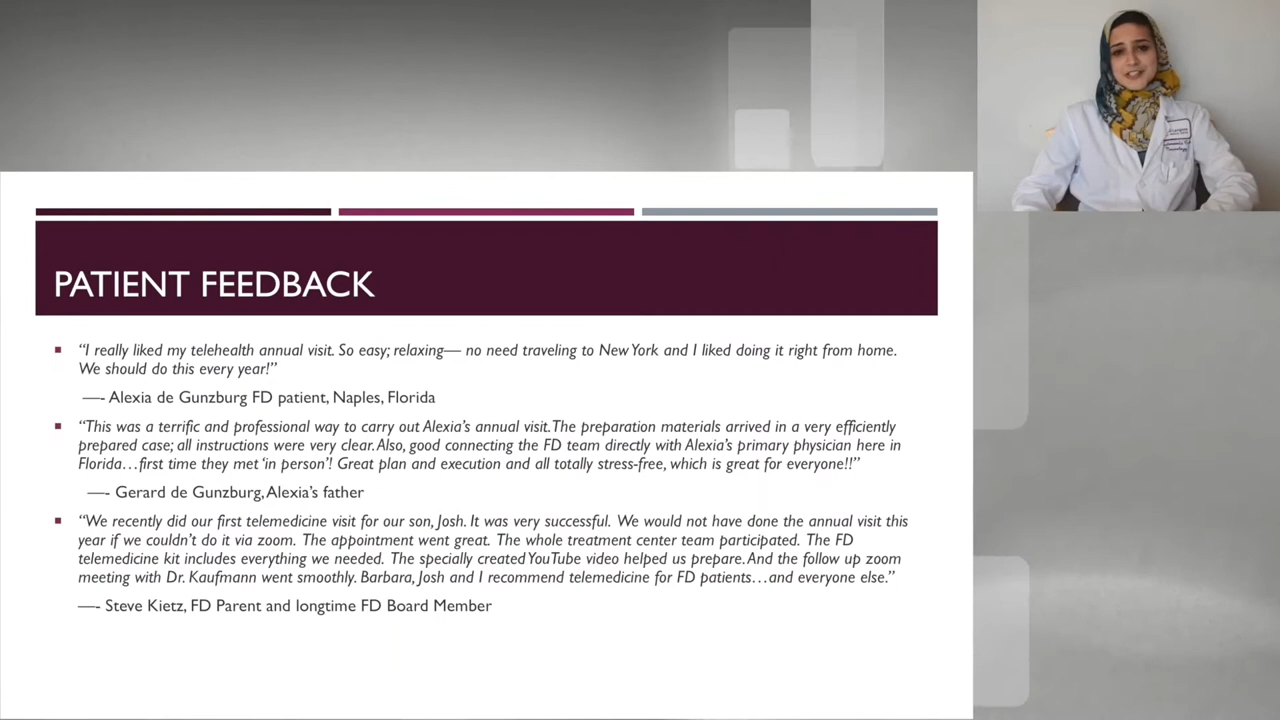 PATIENT FEEDBACK
“I really liked my telehealth annual visit. So easy; relaxing— no need traveling to New York and I liked doing it right from home.
We should do this every year!”
—- Alexia de Gunzburg FD patient, Naples, Florida
“This was a terrific and professional way to carry out Alexia’s annual visit. The preparation materials arrived in a very efficiently
prepared case; all instructions were very clear. Also, good connecting the FD team directly with Alexia’s primary physician here in
Florida…first time they met ‘in person’! Great plan and execution and all totally stress-free, which is great for everyone!!”
—- Gerard de Gunzburg, Alexia’s father
“We recently did our first telemedicine visit for our son, Josh. It was very successful. We would not have done the annual visit this
year if we couldn’t do it via zoom. The appointment went great. The whole treatment center team participated. The FD
telemedicine kit includes everything we needed. The specially created YouTube video helped us prepare. And the follow up zoom
meeting with Dr. Kaufmann went smoothly. Barbara, Josh and I recommend telemedicine for FD patients…and everyone else.”
—- Steve Kietz, FD Parent and longtime FD Board Member